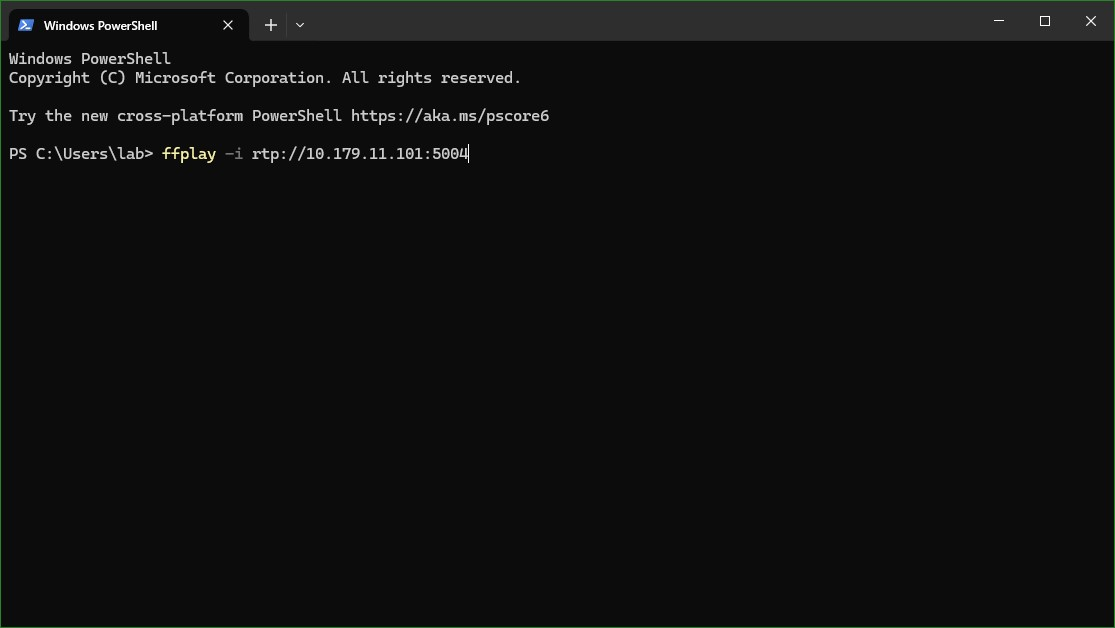 Windows PowerShell
Windows PowerShell
Copyright (C) Microsoft Corporation. All rights reserved.
Try the new cross-platform PowerShell https://aka.ms/pscore6
PS C:\Users\lab> ffplay -i rtp://10.179.11.101:5004